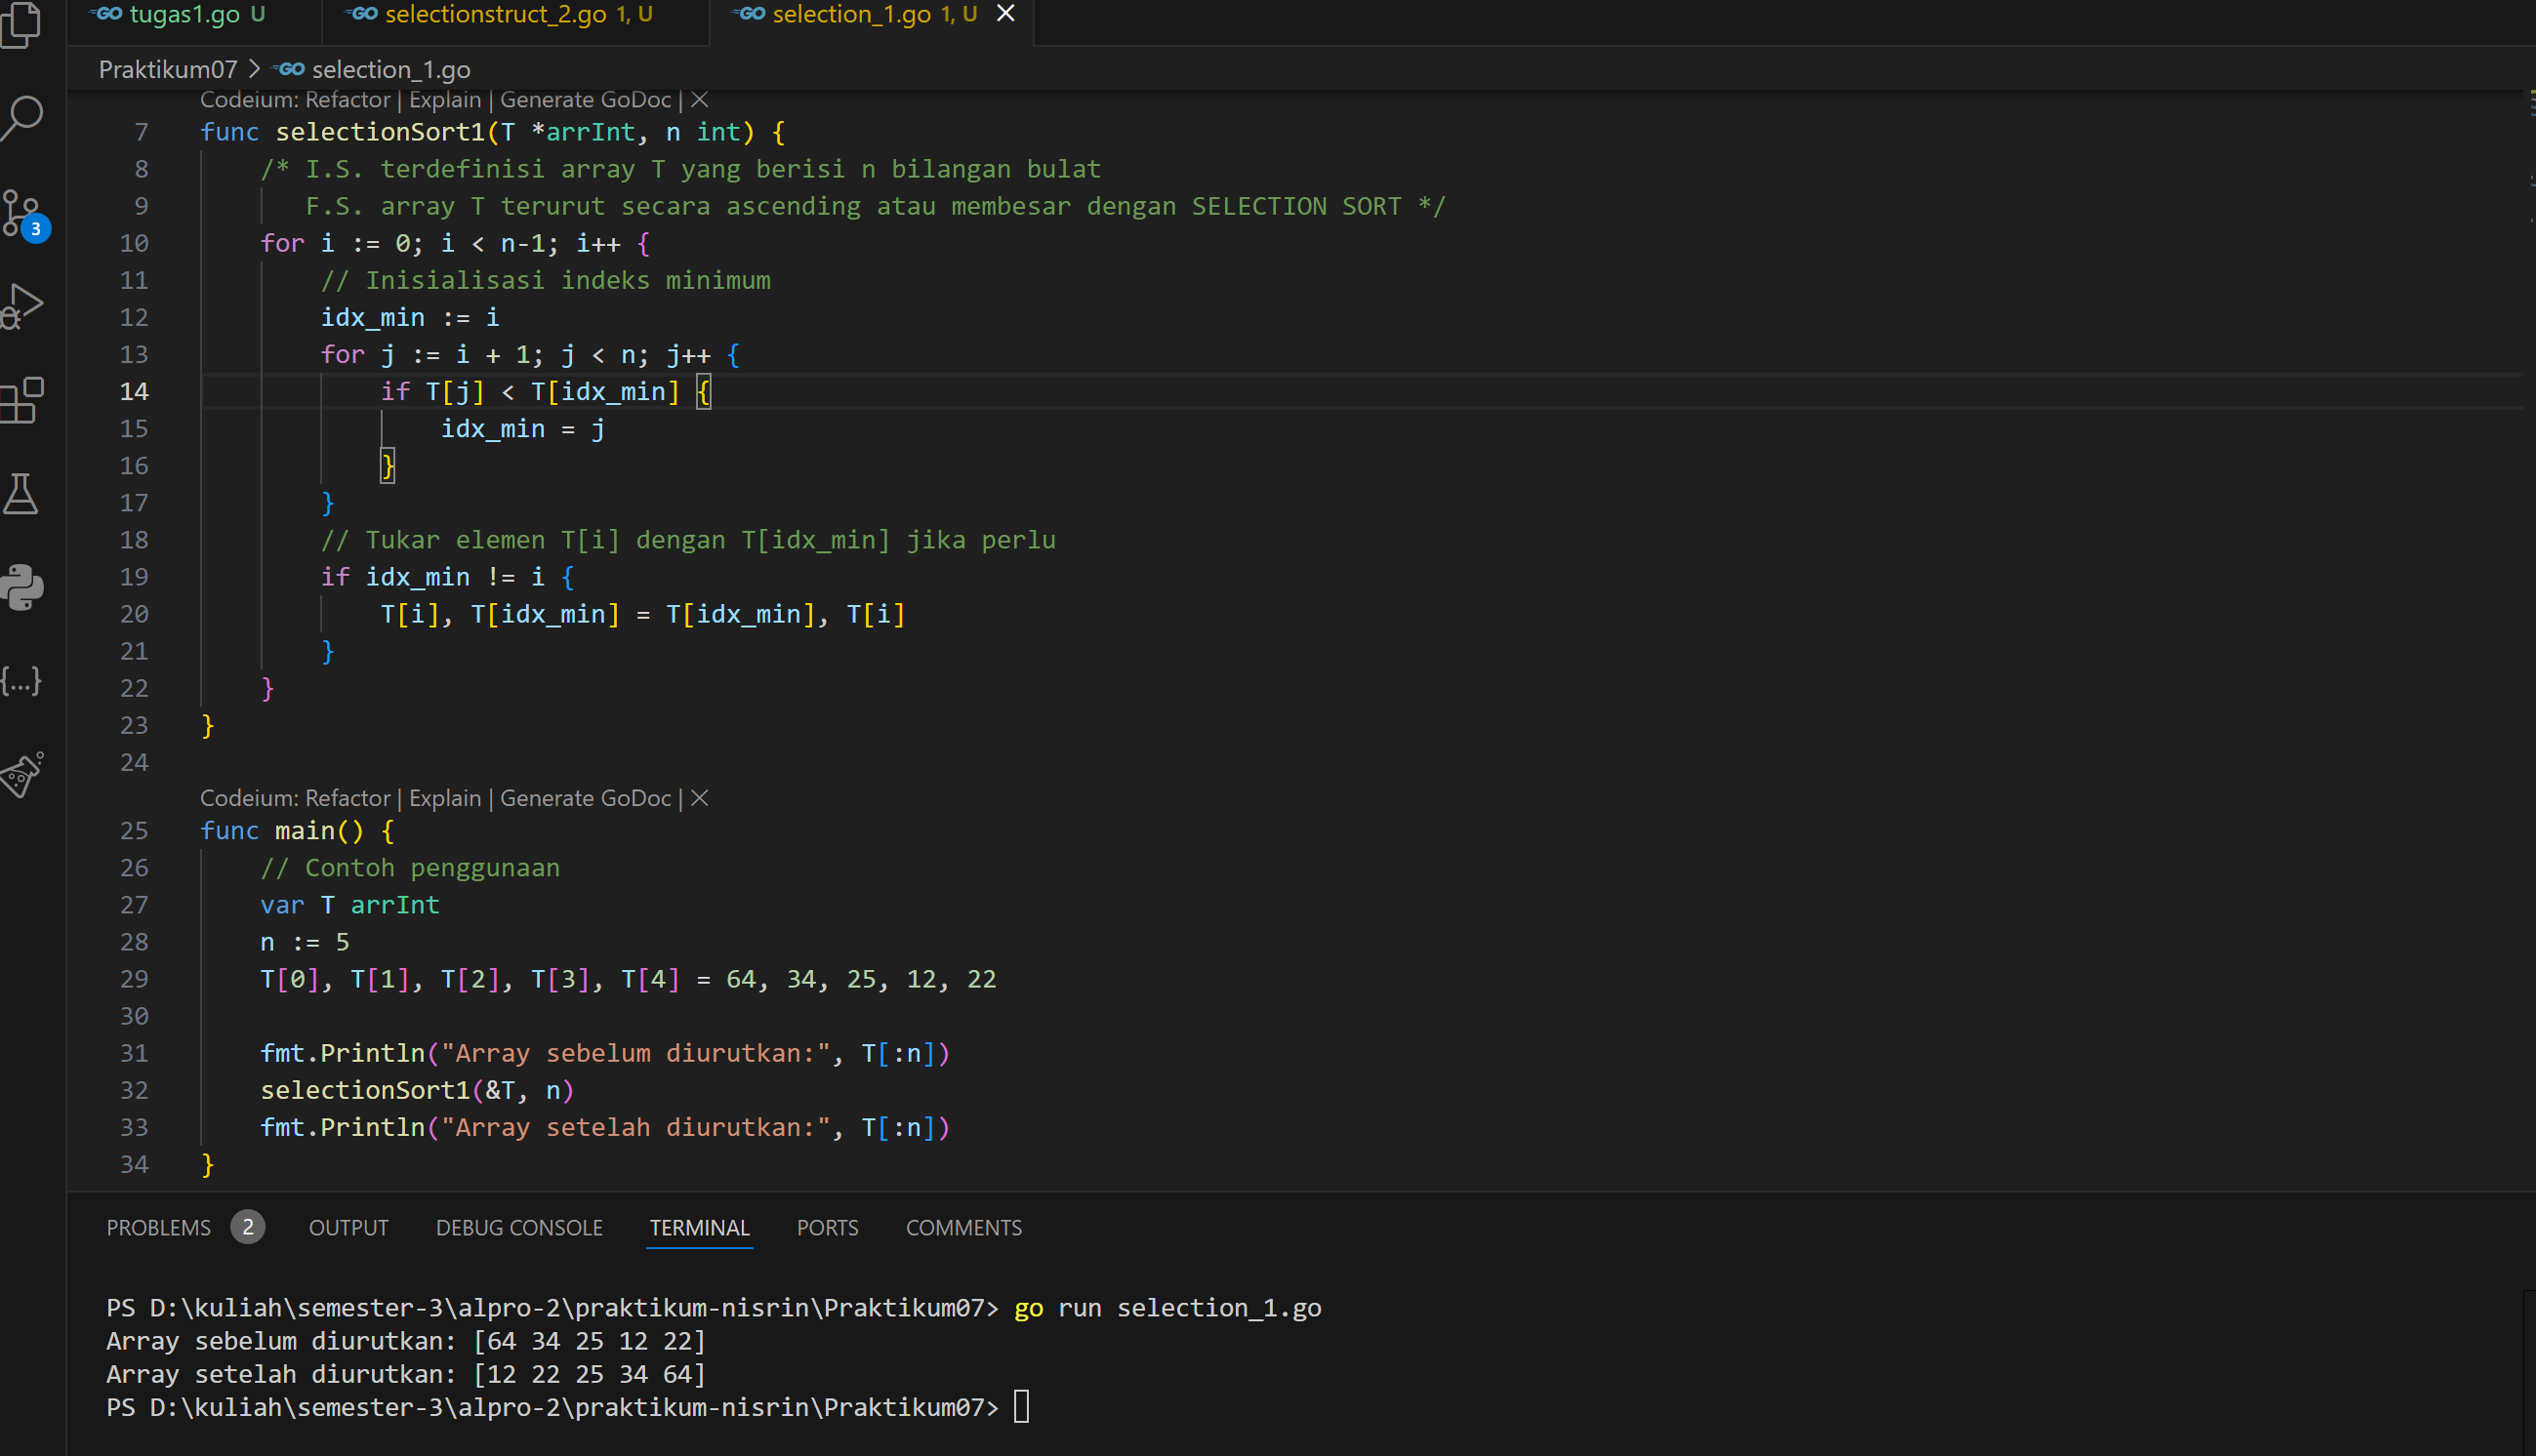 GO tugas1.go U GO selectionstruct_2.go 1, U GO selection_1.go 1, U
Praktikum07 > GO selection_1.go
Codeium: Refactor | Explain | Generate GoDoc | ×
7 func selectionSort1(T *arrInt, n int) {
8 /* I.S. terdefinisi array T yang berisi n bilangan bulat
9 F.S. array T terurut secara ascending atau membesar dengan SELECTION SORT */
10 for i := 0; i < n-1; i++ {
11 // Inisialisasi indeks minimum
12 idx_min := i
13 for j := i + 1; j < n; j++ {
14 if T[j] < T[idx_min] {
15 idx_min = j
16 }
17 }
18 // Tukar elemen T[i] dengan T[idx_min] jika perlu
19 if idx_min != i {
20 T[i], T[idx_min] = T[idx_min], T[i]
21 }
22 }
23 }
24
Codeium: Refactor | Explain | Generate GoDoc | ×
25 func main() {
26 // Contoh penggunaan
27 var T arrInt
28 n := 5
29 T[0], T[1], T[2], T[3], T[4] = 64, 34, 25, 12, 22
30
31 fmt.Println("Array sebelum diurutkan:", T[:n])
32 selectionSort1(&T, n)
33 fmt.Println("Array setelah diurutkan:", T[:n])
34 }
3
{...}
PROBLEMS 2 OUTPUT DEBUG CONSOLE TERMINAL PORTS COMMENTS
PS D:\kuliah\semester-3\alpro-2\praktikum-nisrin\Praktikum07> go run selection_1.go
Array sebelum diurutkan: [64 34 25 12 22]
Array setelah diurutkan: [12 22 25 34 64]
PS D:\kuliah\semester-3\alpro-2\praktikum-nisrin\Praktikum07>